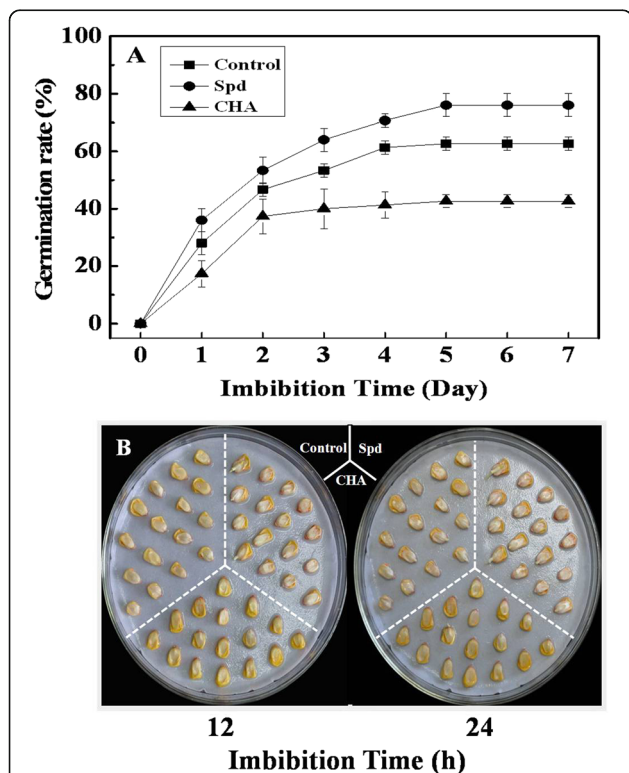 A
Control
Spd
CHA
100
80
60
40
20
0
Germination rate (%)
0 1 2 3 4 5 6 7
Imbibition Time (Day)
B
Control Spd
CHA
12 24
Imbibition Time (h)